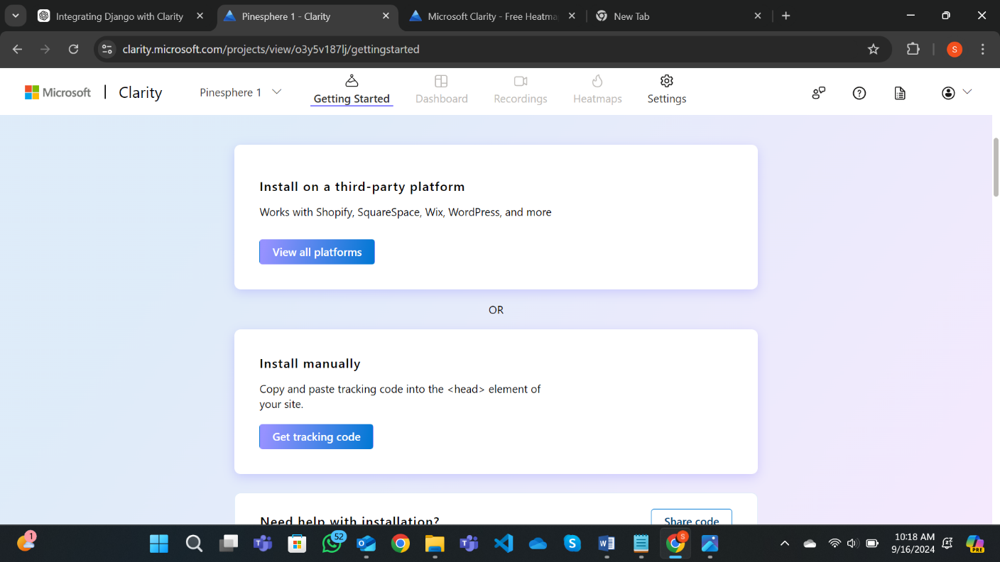 Integrating Django with Clarity
Pinesphere 1 - Clarity
Microsoft Clarity - Free Heatma
New Tab
clarity.microsoft.com/projects/view/o3y5v187lj/gettingstarted
S
Microsoft | Clarity
Pinesphere 1
Getting Started
Dashboard
Recordings
Heatmaps
Settings
Install on a third-party platform
Works with Shopify, SquareSpace, Wix, WordPress, and more
View all platforms
OR
Install manually
Copy and paste tracking code into the <head> element of
your site.
Get tracking code
Need help with installation?
Share code
1
52
S
10:18 AM
9/16/2024
PRE